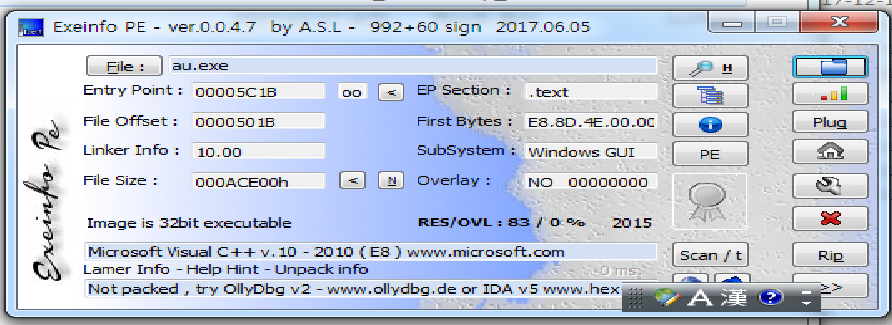 Exeinfo PE - ver.0.0.4.7 by A.S.L - 992+60 sign 2017.06.05
File : au.exe H
Entry Point : 00005C1B oo < EP Section : .text
File Offset : 0000501B First Bytes : E8.8D.4E.00.00 Plug
Linker Info : 10.00 SubSystem : Windows GUI PE
File Size : 000ACE00h < N Overlay : NO 00000000
Image is 32bit executable RES/OVL : 83 / 0 % 2015
Microsoft Visual C++ v.10 - 2010 ( E8 ) www.microsoft.com Scan / t Rip
Lamer Info - Help Hint - Unpack info 0 ms.
Not packed , try OllyDbg v2 - www.ollydbg.de or IDA v5 www.hex A 漢 ? >>
Exeinfo Pe